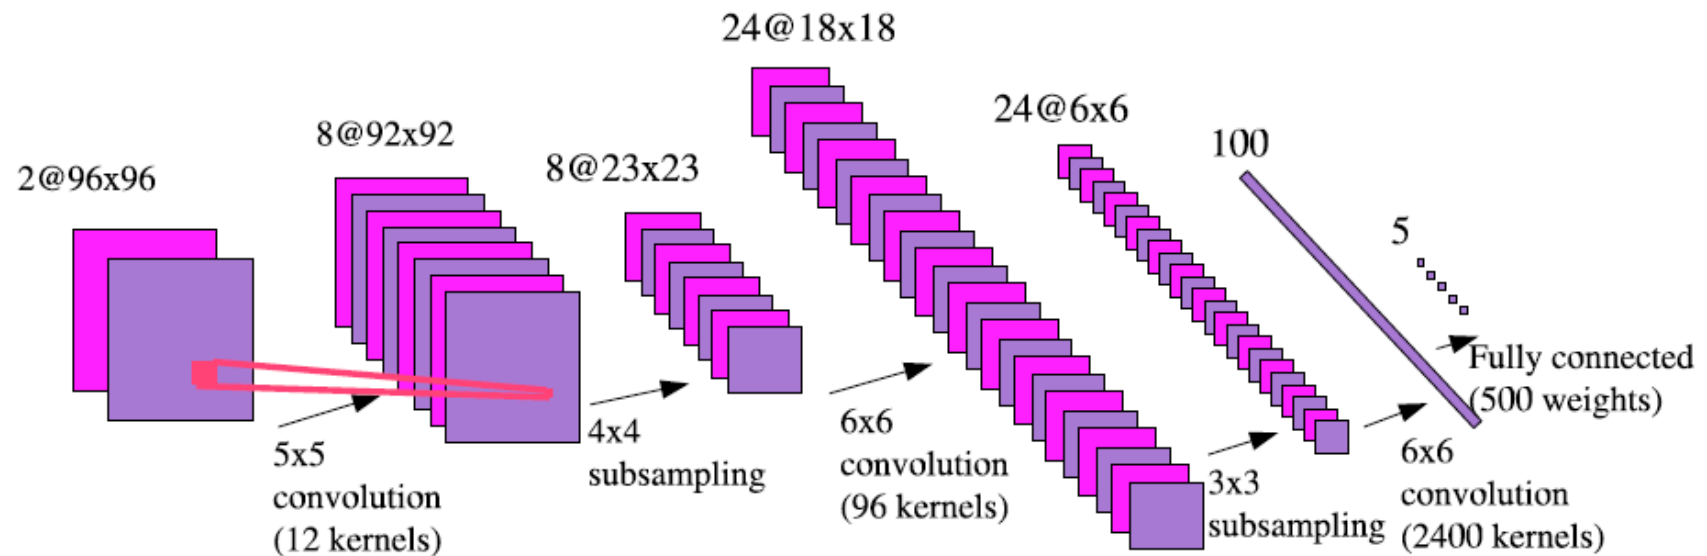 2@96x96
5x5
convolution
(12 kernels)
8@92x92
4x4
subsampling
8@23x23
6x6
convolution
(96 kernels)
24@18x18
3x3
subsampling
24@6x6
6x6
convolution
(2400 kernels)
100
Fully connected
(500 weights)
5